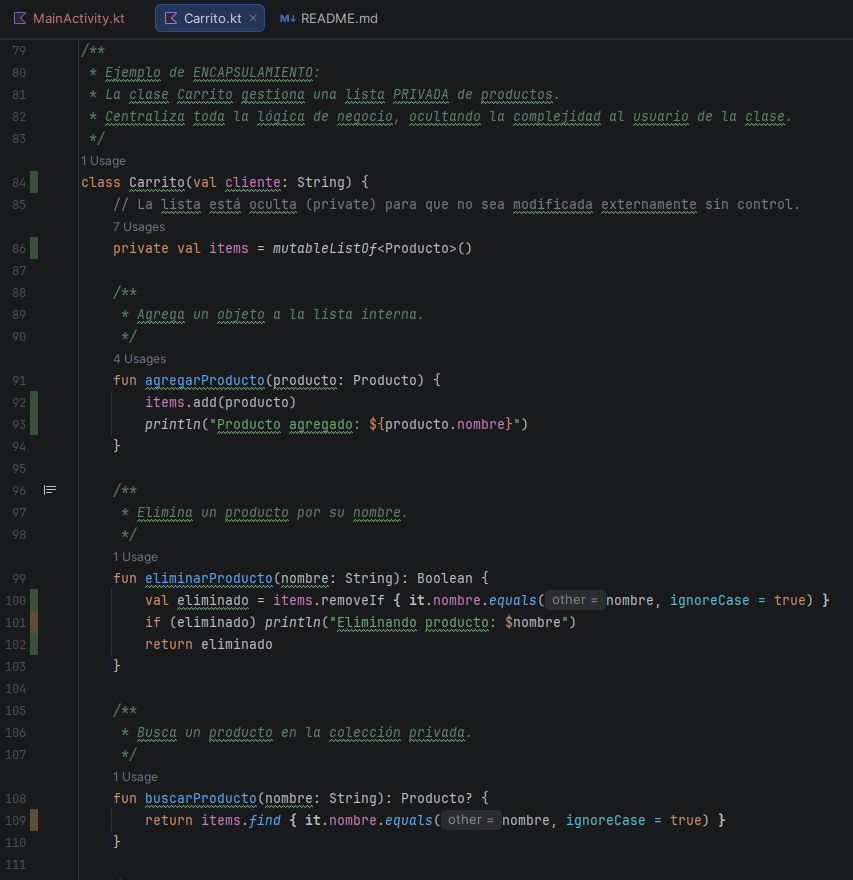 MainActivity.kt Carrito.kt × M↓ README.md
79 /**
80 * Ejemplo de ENCAPSULAMIENTO:
81 * La clase Carrito gestiona una lista PRIVADA de productos.
82 * Centraliza toda la lógica de negocio, ocultando la complejidad al usuario de la clase.
83 */
1 Usage
84 class Carrito(val cliente: String) {
85 // La lista está oculta (private) para que no sea modificada externamente sin control.
7 Usages
86 private val items = mutableListOf<Producto>()
87
88 /**
89 * Agrega un objeto a la lista interna.
90 */
4 Usages
91 fun agregarProducto(producto: Producto) {
92 items.add(producto)
93 println("Producto agregado: ${producto.nombre}")
94 }
95
96 /**
97 * Elimina un producto por su nombre.
98 */
1 Usage
99 fun eliminarProducto(nombre: String): Boolean {
100 val eliminado = items.removeIf { it.nombre.equals( other = nombre, ignoreCase = true) }
101 if (eliminado) println("Eliminando producto: $nombre")
102 return eliminado
103 }
104
105 /**
106 * Busca un producto en la colección privada.
107 */
1 Usage
108 fun buscarProducto(nombre: String): Producto? {
109 return items.find { it.nombre.equals( other = nombre, ignoreCase = true) }
110 }
111